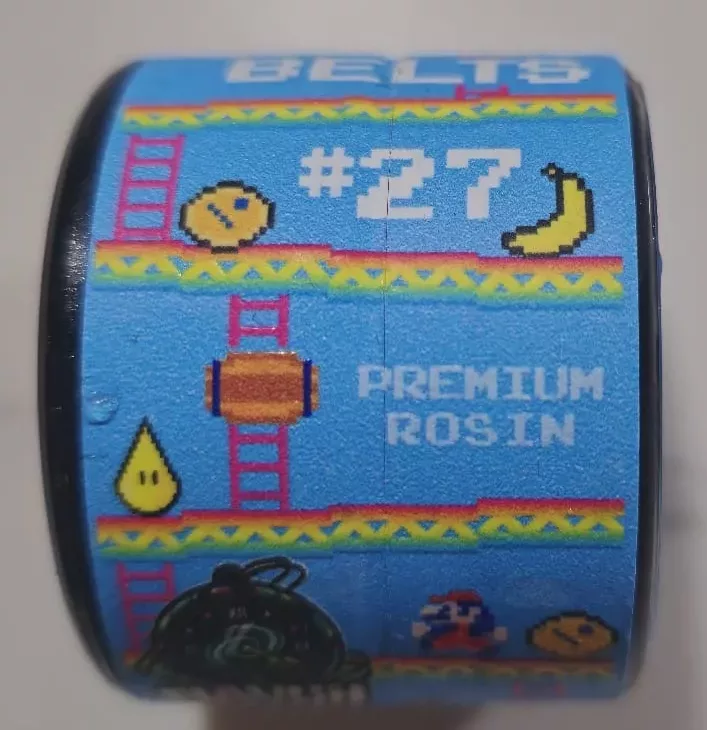 BELTS
#27
PREMIUM
ROSIN